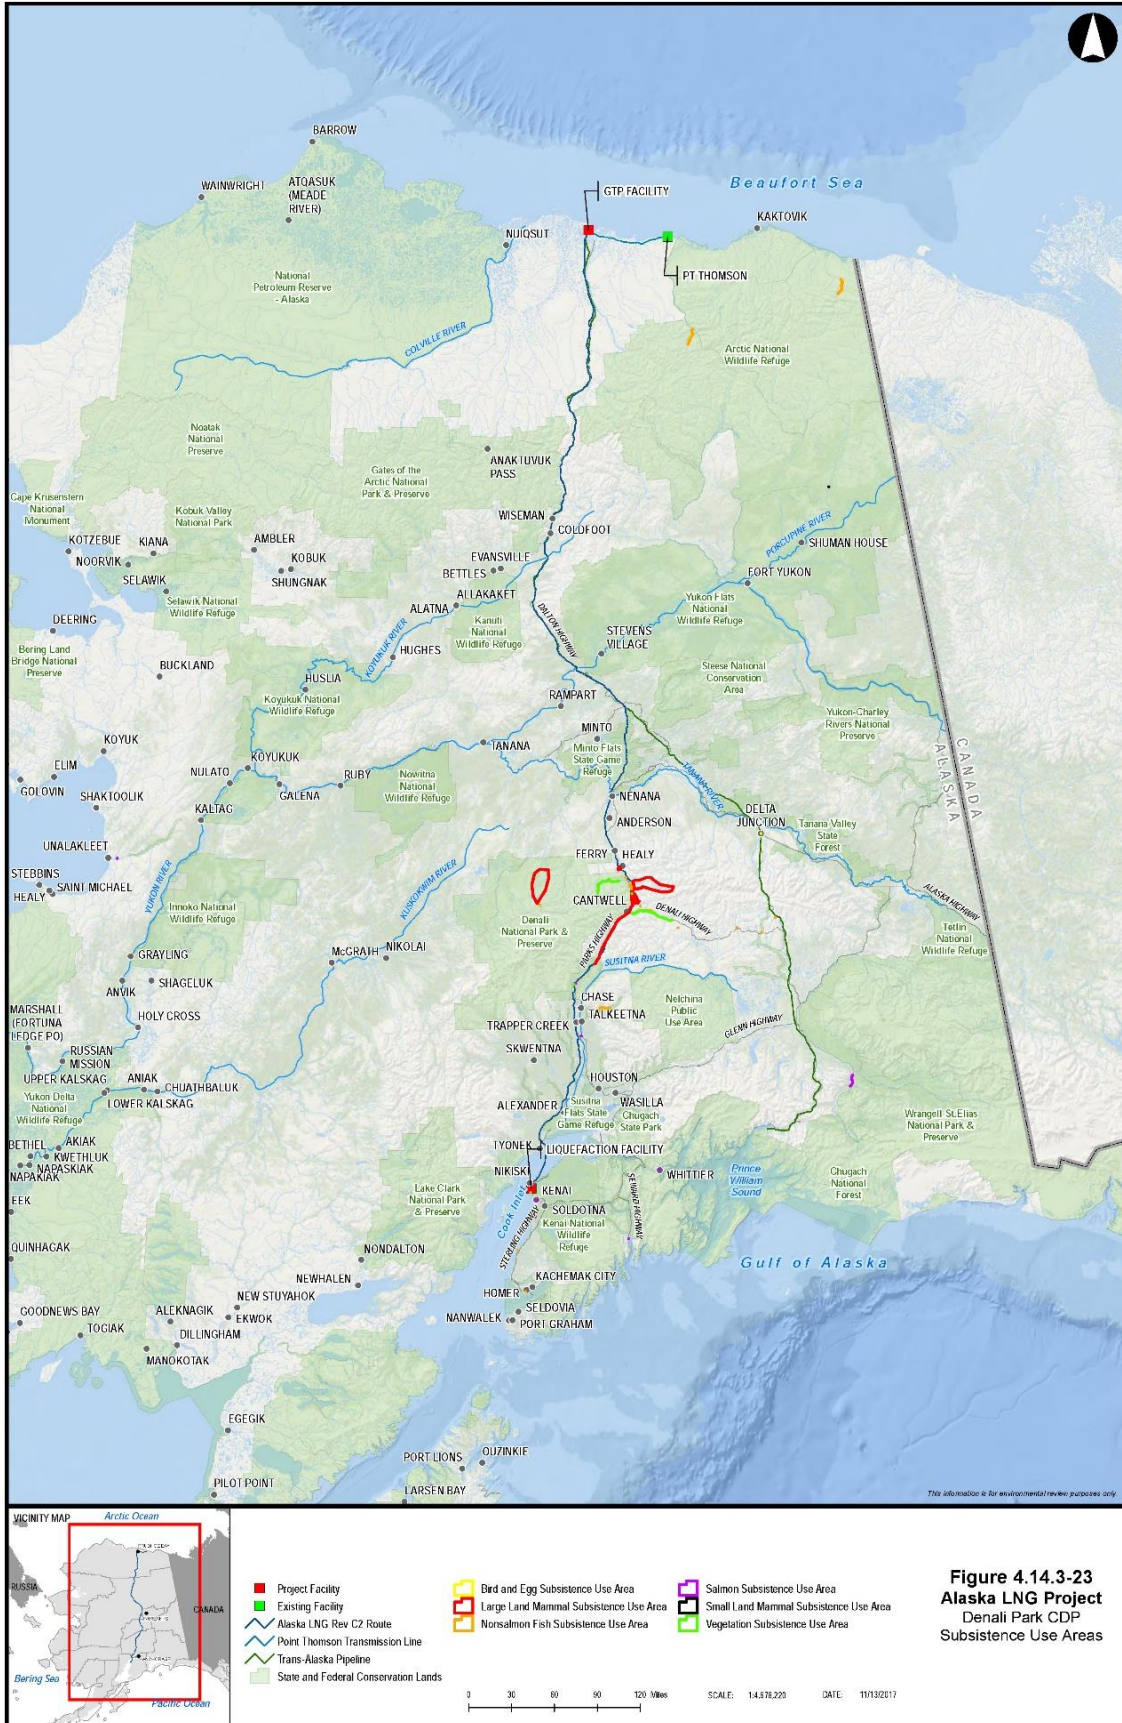 BARROW
WAINWRIGHT
ATQASUK
(MEADE
RIVER)
GTP FACILITY
Beaufort Sea
KAKTOVIK
NUIQSUT
PT THOMSON
National
Petroleum Reserve
- Alaska
COLVILLE RIVER
Arctic National
Wildlife Refuge
Noatak
National
Preserve
ANAKTUVUK
PASS
Gates of the
Arctic National
Park & Preserve
Cape Krusenstern
National
Monument
Kobuk Valley
National Park
WISEMAN
COLDFOOT
PORCUPINE RIVER
SHUMAN HOUSE
KOTZEBUE
KIANA
AMBLER
NOORVIK
KOBUK
EVANSVILLE
BETTLES
SELAWIK
SHUNGNAK
FORT YUKON
Selawik National
Wildlife Refuge
ALLAKAKET
ALATNA
DALTON HIGHWAY
Yukon Flats
National
Wildlife Refuge
Kanuti
National
Wildlife Refuge
DEERING
STEVENS
VILLAGE
Bering Land
Bridge National
Preserve
KOYUKUK RIVER
HUGHES
BUCKLAND
Steese National
Conservation
Area
HUSLIA
Koyukuk National
Wildlife Refuge
RAMPART
Yukon-Charley
Rivers National
Preserve
MINTO
Minto Flats
State Game
Refuge
TANANA
KOYUK
CANADA
ALASKA
KOYUKUK
ELIM
NULATO
RUBY
Nowitna
National
Wildlife Refuge
TANANA RIVER
GOLOVIN
GALENA
NENANA
SHAKTOOLIK
KALTAG
DELTA
JUNCTION
ANDERSON
Tanana Valley
State
Forest
UNALAKLEET
FERRY
HEALY
STEBBINS
SAINT MICHAEL
HEALY
YUKON RIVER
KUSKOKWIM RIVER
CANTWELL
DENALI HIGHWAY
ALASKA HIGHWAY
Innoko National
Wildlife Refuge
Denali
National Park &
Preserve
PARKS HIGHWAY
Tetlin
National
Wildlife Refuge
GRAYLING
McGRATH
NIKOLAI
SUSITNA RIVER
ANVIK
SHAGELUK
CHASE
Nelchina
Public
Use Area
MARSHALL
(FORTUNA
LEDGE PO)
HOLY CROSS
TALKEETNA
TRAPPER CREEK
GLENN HIGHWAY
RUSSIAN
MISSION
SKWENTNA
UPPER KALSKAG
ANIAK
CHUATHBALUK
HOUSTON
Yukon Delta
National
Wildlife Refuge
LOWER KALSKAG
WASILLA
ALEXANDER
Susitna
Flats State
Game Refuge
Chugach
State Park
Wrangell St.Elias
National Park &
Preserve
BETHEL
AKIAK
TYONEK
LIQUEFACTION FACILITY
KWETHLUK
NAPASKIAK
NAPAKIAK
NIKISKI
WHITTIER
Prince
William
Sound
Chugach
National
Forest
EEK
Lake Clark
National Park
& Preserve
KENAI
Cook Inlet
SOLDOTNA
SEWARD HIGHWAY
STERLING HIGHWAY
Kenai National
Wildlife
Refuge
QUINHAGAK
NONDALTON
Gulf of Alaska
NEWHALEN
KACHEMAK CITY
NEW STUYAHOK
HOMER
GOODNEWS BAY
ALEKNAGIK
EKWOK
NANWALEK
SELDOVIA
PORT GRAHAM
TOGIAK
DILLINGHAM
MANOKOTAK
EGEGIK
PORT LIONS
OUZINKIE
PILOT POINT
LARSEN BAY
This information is for environmental review purposes only.
VICINITY MAP
Arctic Ocean
RUSSIA
CANADA
Bering Sea
Pacific Ocean
Project Facility
Existing Facility
Alaska LNG Rev C2 Route
Point Thomson Transmission Line
Trans-Alaska Pipeline
State and Federal Conservation Lands
Bird and Egg Subsistence Use Area
Large Land Mammal Subsistence Use Area
Nonsalmon Fish Subsistence Use Area
Salmon Subsistence Use Area
Small Land Mammal Subsistence Use Area
Vegetation Subsistence Use Area
0 30 60 90 120 Miles
SCALE: 1:4,978,220
DATE: 11/13/2017
Figure 4.14.3-23
Alaska LNG Project
Denali Park CDP
Subsistence Use Areas